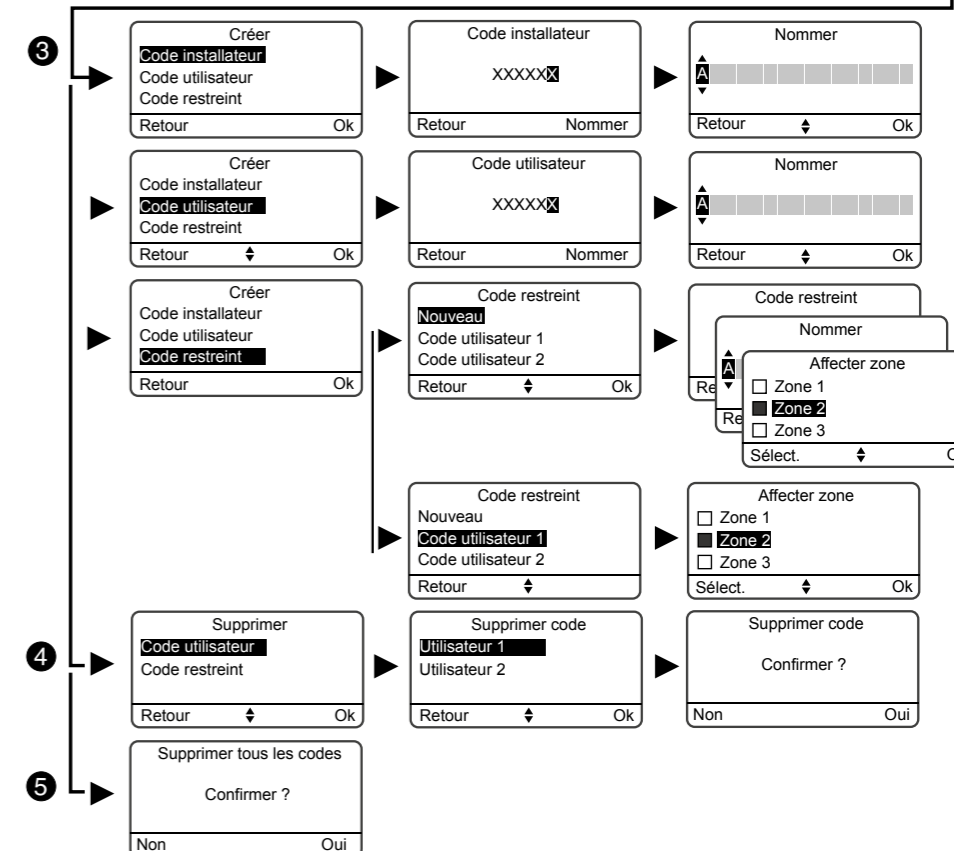 3
Créer
Code installateur
Code utilisateur
Code restreint
Retour Ok
Code installateur
XXXXXX
Retour Nommer
Nommer
A
Retour Ok
Créer
Code installateur
Code utilisateur
Code restreint
Retour Ok
Code utilisateur
XXXXXX
Retour Nommer
Nommer
A
Retour Ok
Créer
Code installateur
Code utilisateur
Code restreint
Retour Ok
Code restreint
Nouveau
Code utilisateur 1
Code utilisateur 2
Retour Ok
Code restreint
Re
Nommer
A
Re
Affecter zone
Zone 1
Zone 2
Zone 3
Sélect.
Code restreint
Nouveau
Code utilisateur 1
Code utilisateur 2
Retour
Affecter zone
Zone 1
Zone 2
Zone 3
Sélect. Ok
4
Supprimer
Code utilisateur
Code restreint
Retour Ok
Supprimer code
Utilisateur 1
Utilisateur 2
Retour Ok
Supprimer code
Confirmer ?
Non Oui
5
Supprimer tous les codes
Confirmer ?
Non Oui